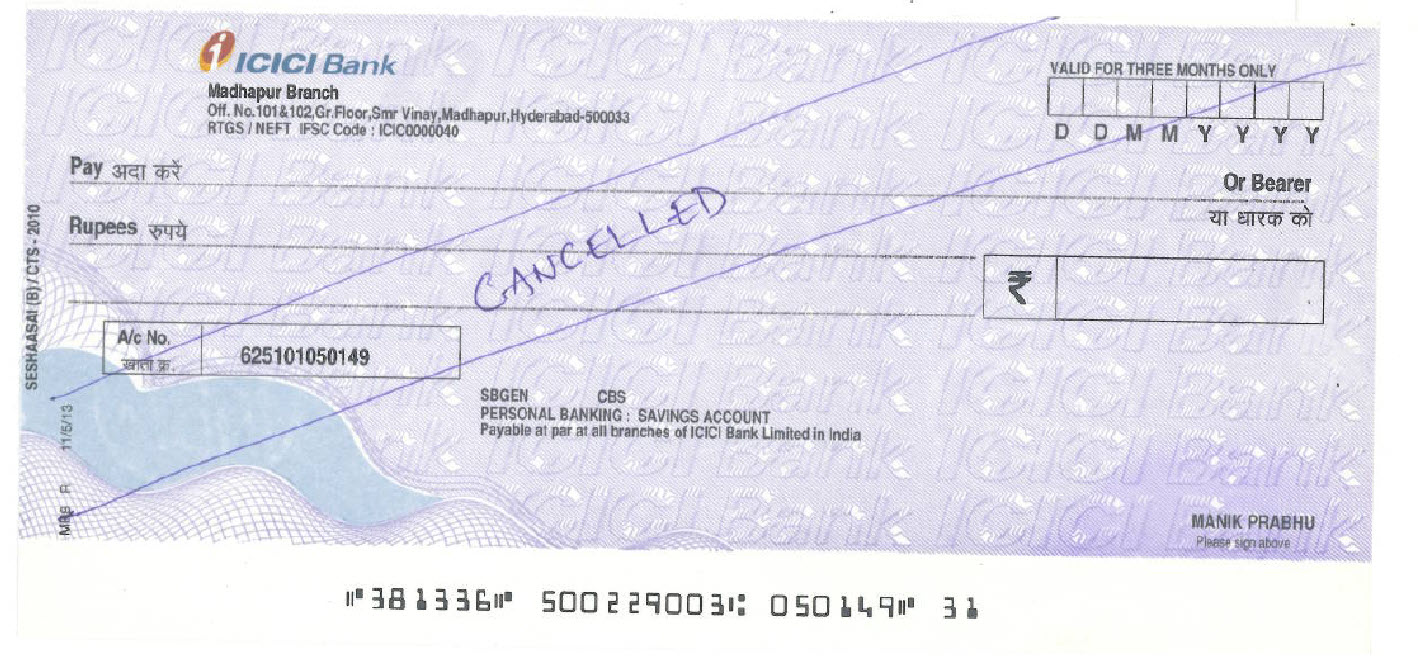 ICICI Bank
Madhapur Branch
Off. No.101&102,Gr.Floor,Smr Vinay,Madhapur,Hyderabad-500033
RTGS / NEFT IFSC Code : ICIC0000040
VALID FOR THREE MONTHS ONLY
D D M M Y Y Y Y
Pay अदा करें
Or Bearer
या धारक को
Rupees रुपये
CANCELLED
₹
A/c No.
खाता क्र.
625101050149
SBGEN CBS
PERSONAL BANKING : SAVINGS ACCOUNT
Payable at par at all branches of ICICI Bank Limited in India
SESHAASAI (B) / CTS - 2010
11/5/13
MANIK PRABHU
Please sign above
⑈381336⑈ 500229003⑆ 050149⑈ 31